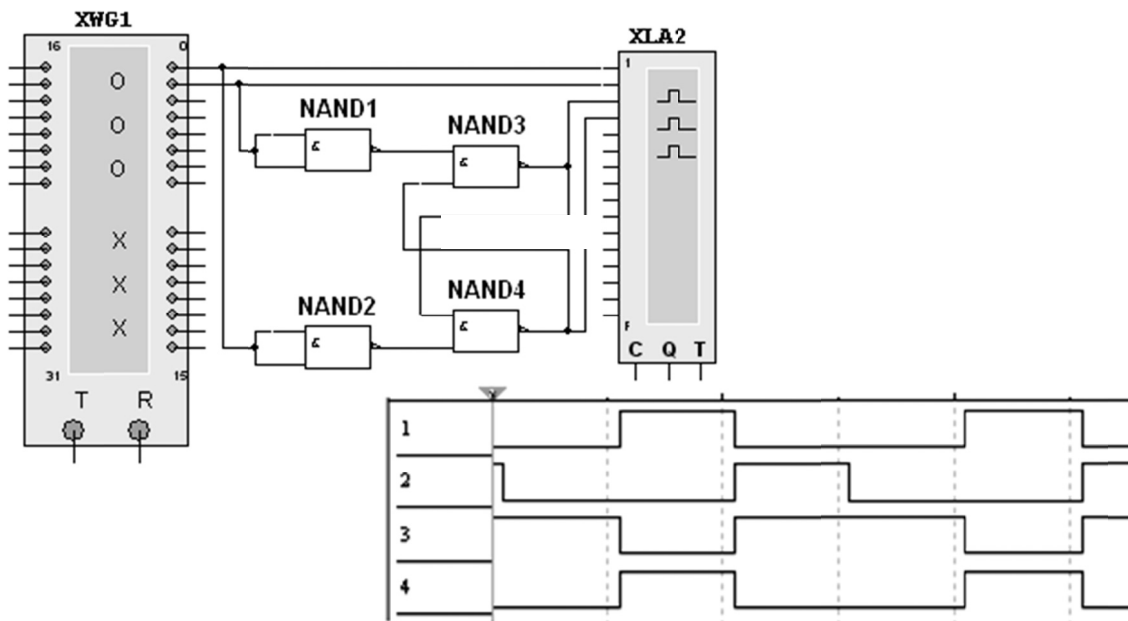 XWG1
16 0
O
O
O
X
X
X
31 15
T R
NAND1
&
NAND2
&
NAND3
&
NAND4
&
XLA2
1
F
C Q T
1
2
3
4